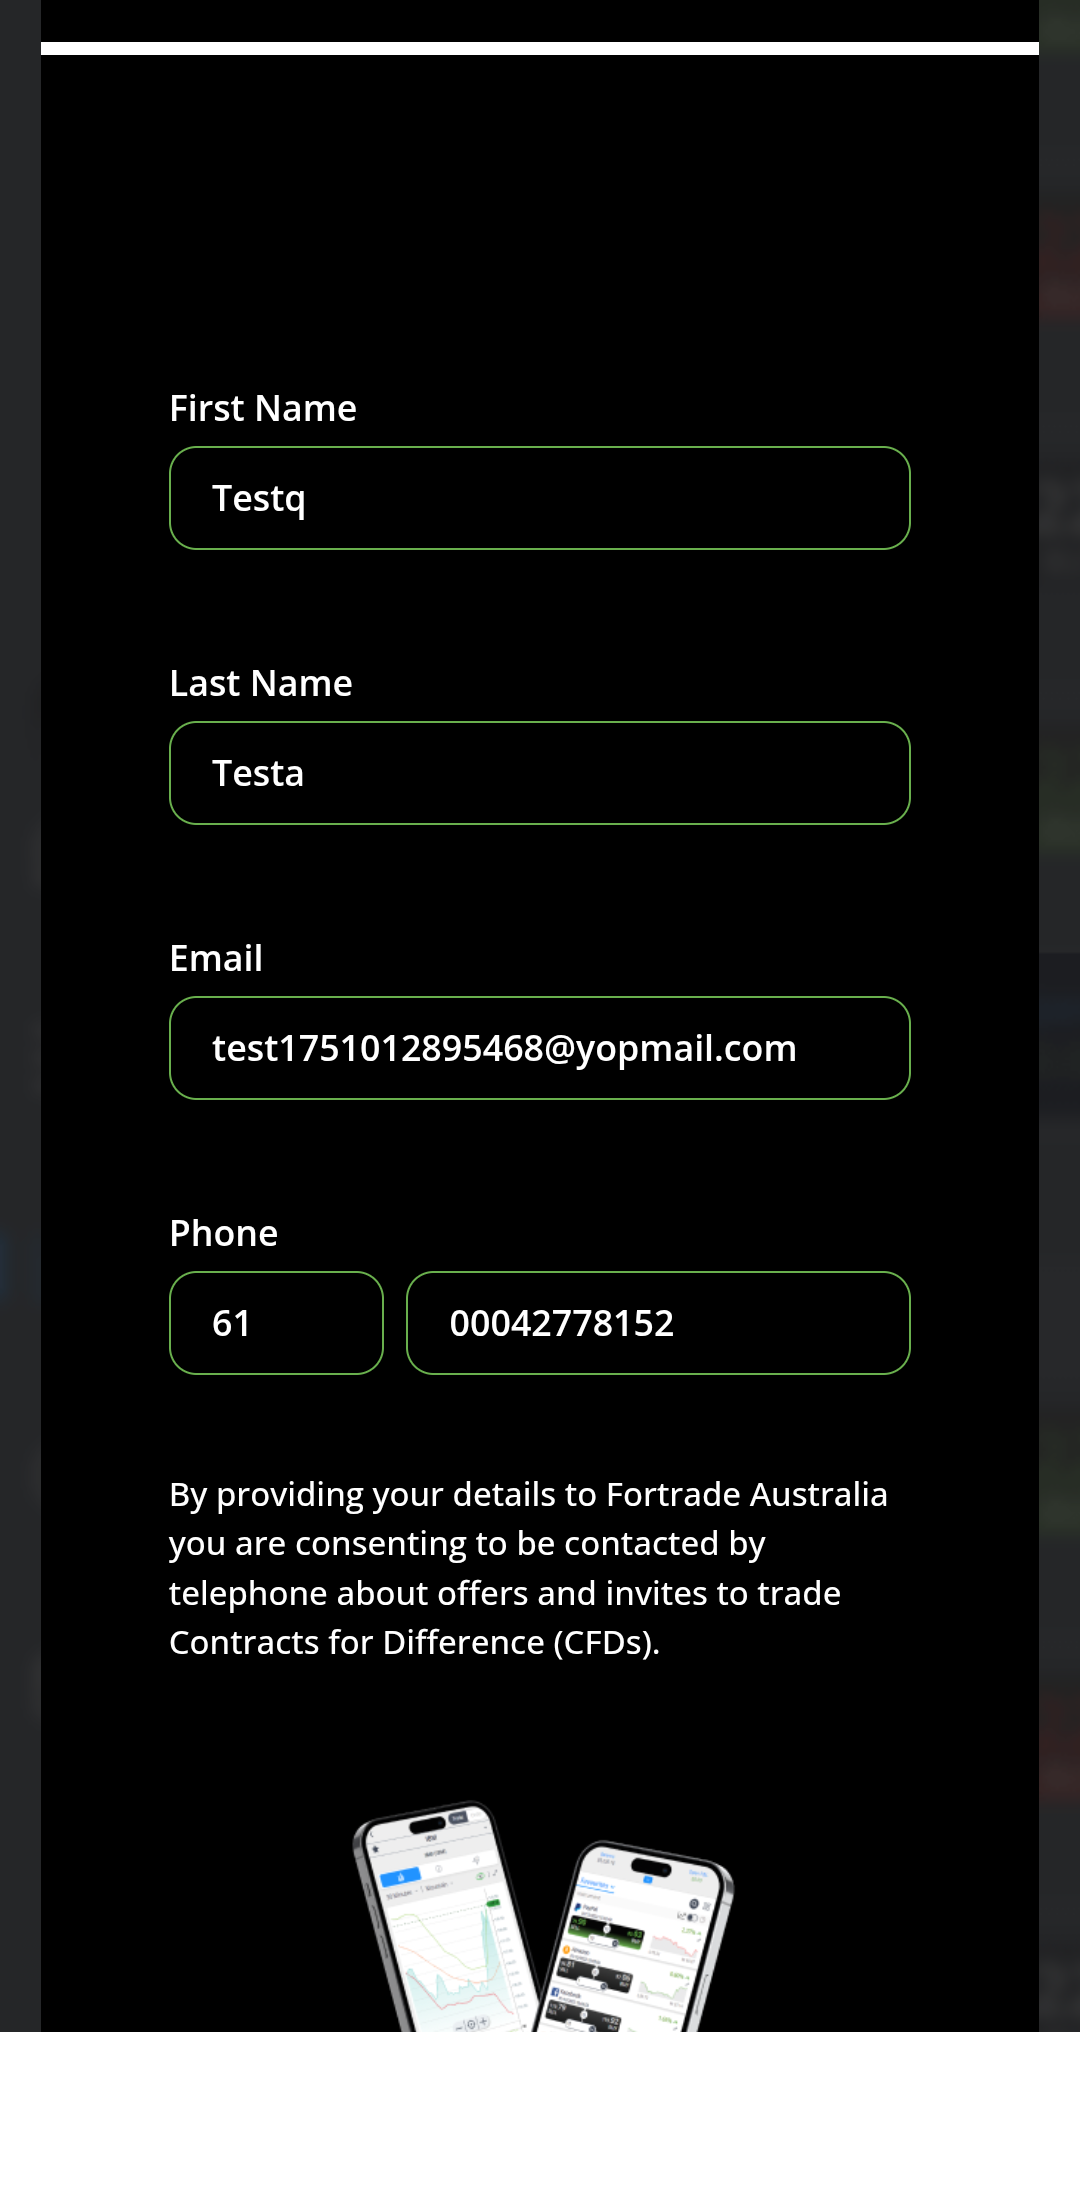 First Name
Testq
Last Name
Testa
Email
test1751012895468@yopmail.com
Phone
61 00042778152
By providing your details to Fortrade Australia
you are consenting to be contacted by
telephone about offers and invites to trade
Contracts for Difference (CFDs).